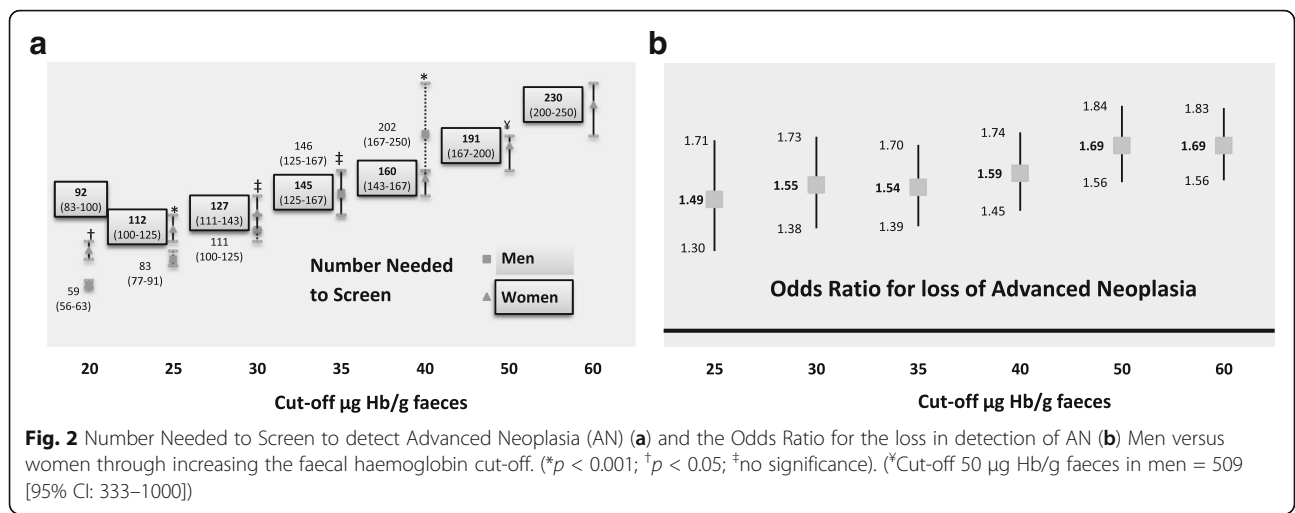 a
*
230
(200-250)
202
(167-250)
191
(167-200)
¥
146
(125-167)
‡
145
(125-167)
160
(143-167)
‡
127
(111-143)
111
(100-125)
92
(83-100)
*
112
(100-125)
†
83
(77-91)
59
(56-63)
Number Needed
to Screen
Men
Women
20 25 30 35 40 50 60
Cut-off µg Hb/g faeces
b
1.71 1.73 1.70 1.74 1.84 1.83
1.49 1.55 1.54 1.59 1.69 1.69
1.30 1.38 1.39 1.45 1.56 1.56
Odds Ratio for loss of Advanced Neoplasia
25 30 35 40 50 60
Cut-off µg Hb/g faeces
Fig. 2 Number Needed to Screen to detect Advanced Neoplasia (AN) (a) and the Odds Ratio for the loss in detection of AN (b) Men versus
women through increasing the faecal haemoglobin cut-off. (*p < 0.001; †p < 0.05; ‡no significance). (¥Cut-off 50 µg Hb/g faeces in men = 509
[95% CI: 333–1000])